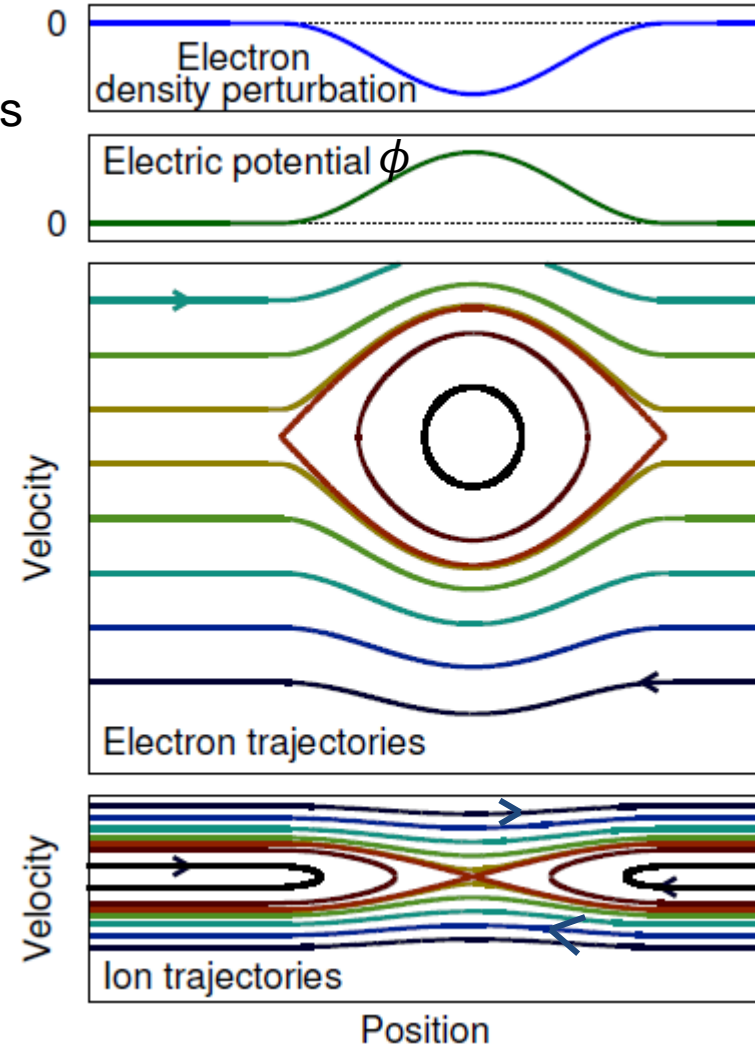 0
Electron
density perturbation
s
Electric potential ϕ
0
Velocity
Electron trajectories
Velocity
Ion trajectories
Position